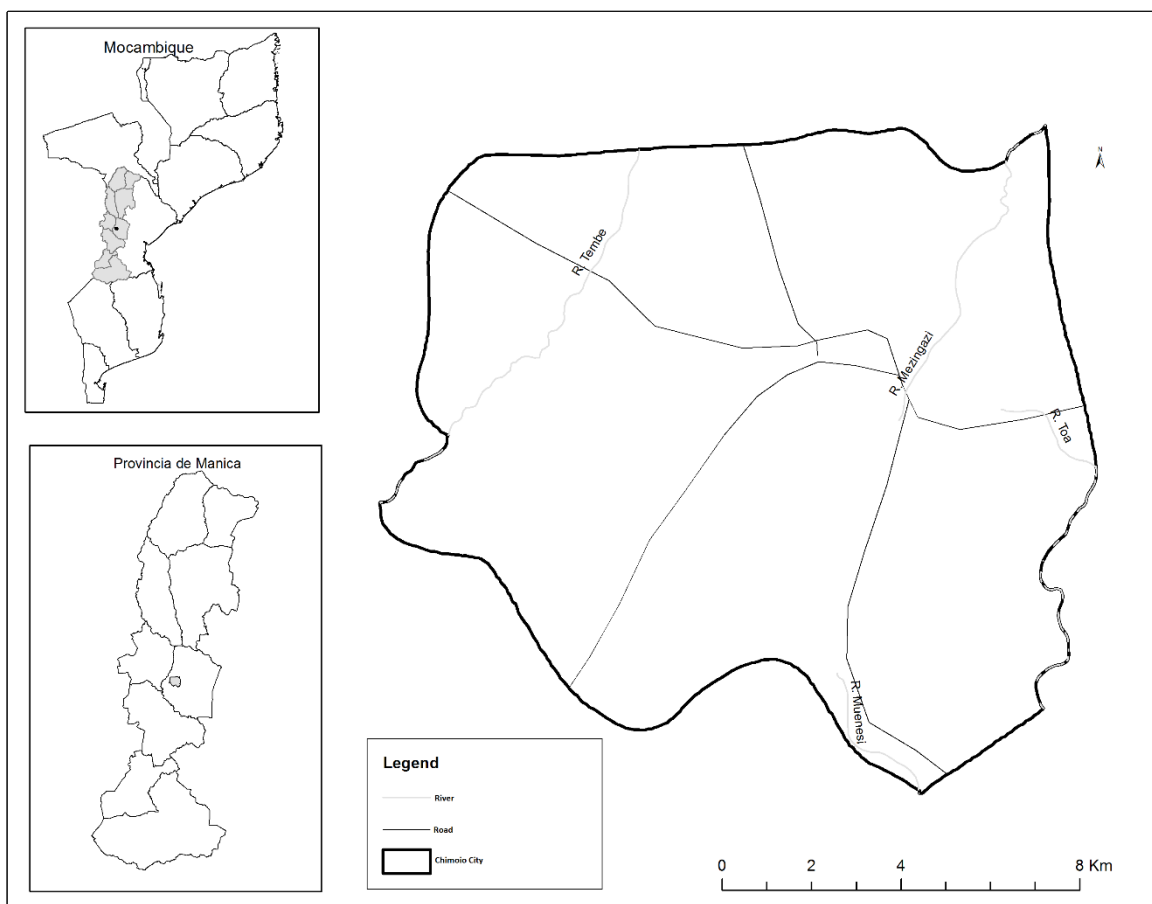 Mocambique
Provincia de Manica
N
R. Tembe
R. Mezingazi
R. Toa
R. Muenesi
Legend
River
Road
Chimoio City
0 2 4 8 Km